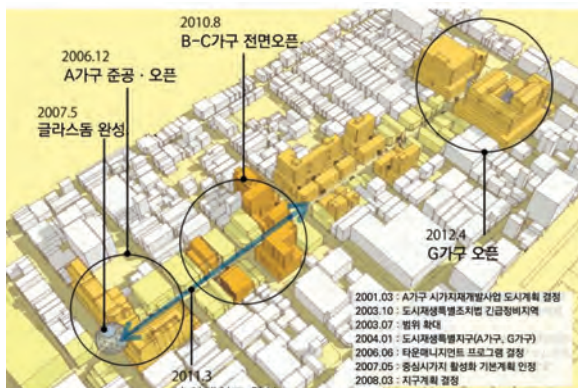 2010.8
B-C가구 전면오픈
2006.12
A가구 준공·오픈
2007.5
글라스돔 완성
2012.4
G가구 오픈
2011.3
2001.03 : A가구 시가지재개발사업 도시계획 결정
2003.10 : 도시재생특별조치법 긴급정비지역
2003.07 : 범위 확대
2004.01 : 도시재생특별지구(A가구, G가구)
2006.06 : 타운매니지먼트 프로그램 결정
2007.05 : 중심시가지 활성화 기본계획 인정
2008.03 : 지구계획 결정